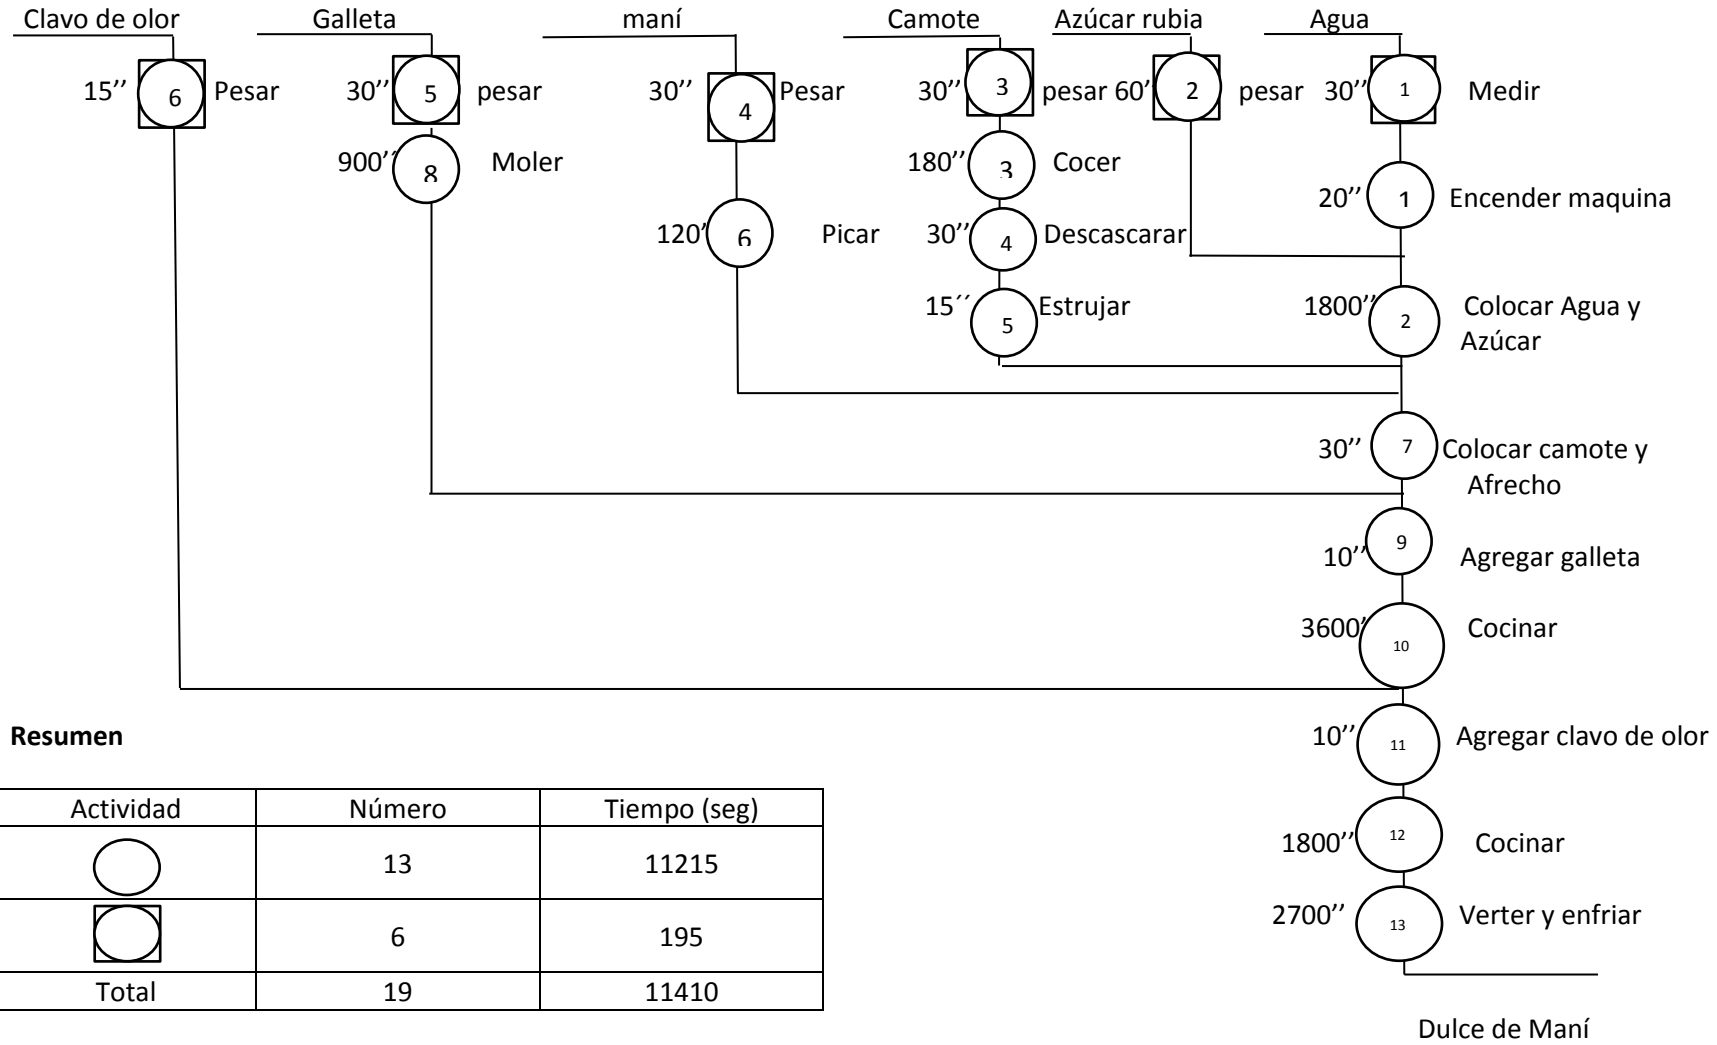 Clavo de olor
Galleta
maní
Camote
Azúcar rubia
Agua
15’’ 6 Pesar
30’’ 5 pesar
30’’ 4 Pesar
30’’ 3 pesar
60’’ 2 pesar
30’’ 1 Medir
900’’ 8 Moler
180’’ 3 Cocer
20’’ 1 Encender maquina
120’ 6 Picar
30’’ 4 Descascarar
15´´ 5 Estrujar
1800’’ 2 Colocar Agua y
Azúcar
30’’ 7 Colocar camote y
Afrecho
10’’ 9 Agregar galleta
3600’ 10 Cocinar
10’’ 11 Agregar clavo de olor
1800’’ 12 Cocinar
2700’’ 13 Verter y enfriar
Dulce de Maní
Resumen
Actividad Número Tiempo (seg)
13 11215
6 195
Total 19 11410